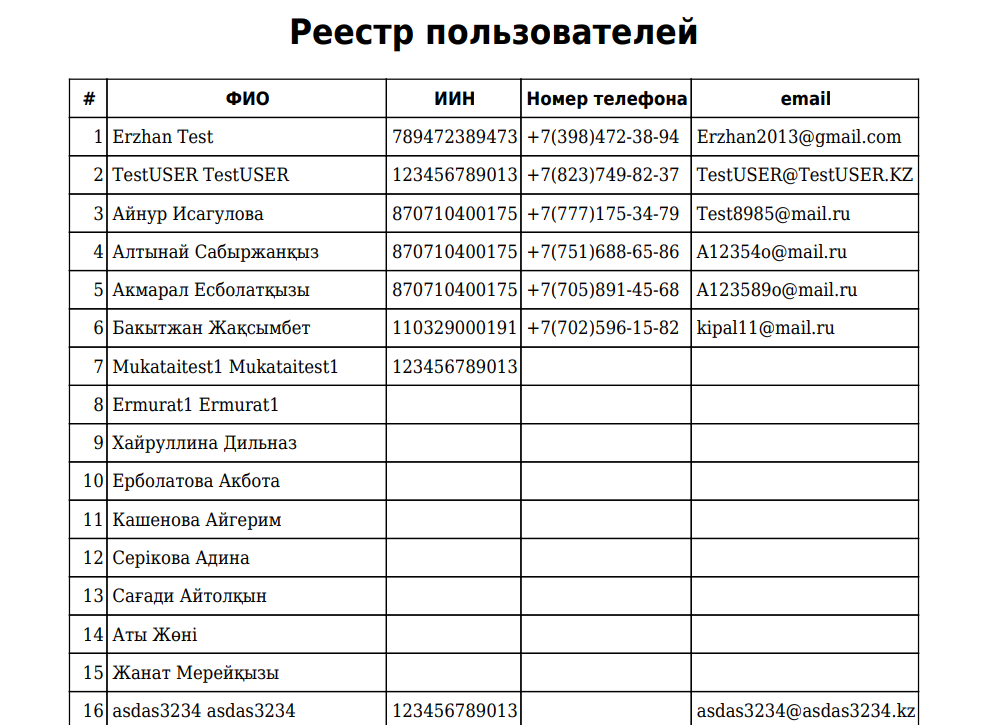 Реестр пользователей
# ФИО ИИН Номер телефона email
1 Erzhan Test 789472389473 +7(398)472-38-94 Erzhan2013@gmail.com
2 TestUSER TestUSER 123456789013 +7(823)749-82-37 TestUSER@TestUSER.KZ
3 Айнур Исагулова 870710400175 +7(777)175-34-79 Test8985@mail.ru
4 Алтынай Сабыржанқыз 870710400175 +7(751)688-65-86 A12354o@mail.ru
5 Акмарал Есболатқызы 870710400175 +7(705)891-45-68 A123589o@mail.ru
6 Бакытжан Жақсымбет 110329000191 +7(702)596-15-82 kipal11@mail.ru
7 Mukataitest1 Mukataitest1 123456789013
8 Ermurat1 Ermurat1
9 Хайруллина Дильназ
10 Ерболатова Акбота
11 Кашенова Айгерим
12 Серікова Адина
13 Сағади Айтолқын
14 Аты Жөні
15 Жанат Мерейқызы
16 asdas3234 asdas3234 123456789013 asdas3234@asdas3234.kz